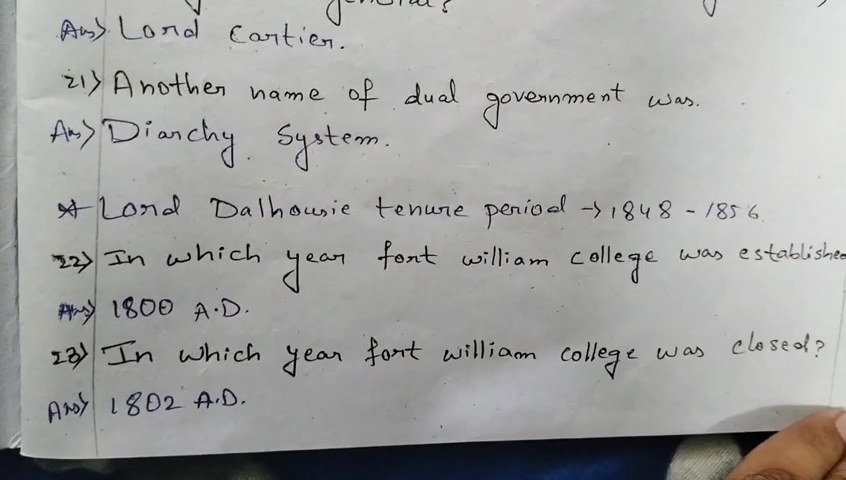 Ans> Lord Cartier.
21> Another name of dual government was.
Ans> Diarchy System.
* Lord Dalhousie tenure period → 1848 - 1856
22> In which year fort william college was established
Ans> 1800 A.D.
23> In which year fort william college was closed?
Ans> 1802 A.D.